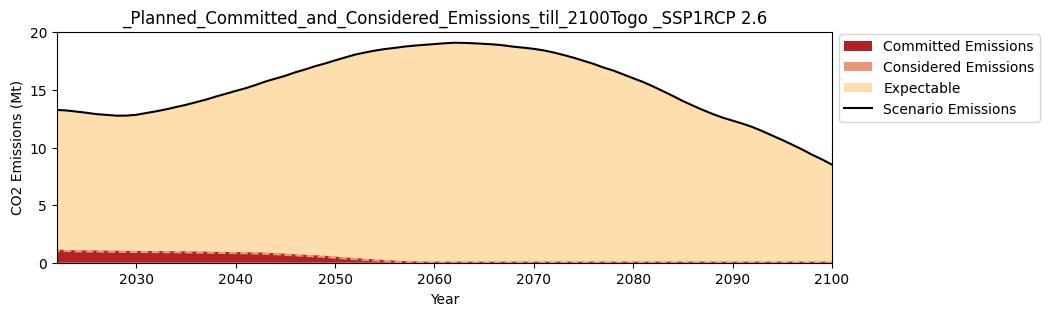 _Planned_Committed_and_Considered_Emissions_till_2100Togo _SSP1RCP 2.6
20
15
10
5
0
CO2 Emissions (Mt)
2030 2040 2050 2060 2070 2080 2090 2100
Year
Committed Emissions
Considered Emissions
Expectable
Scenario Emissions